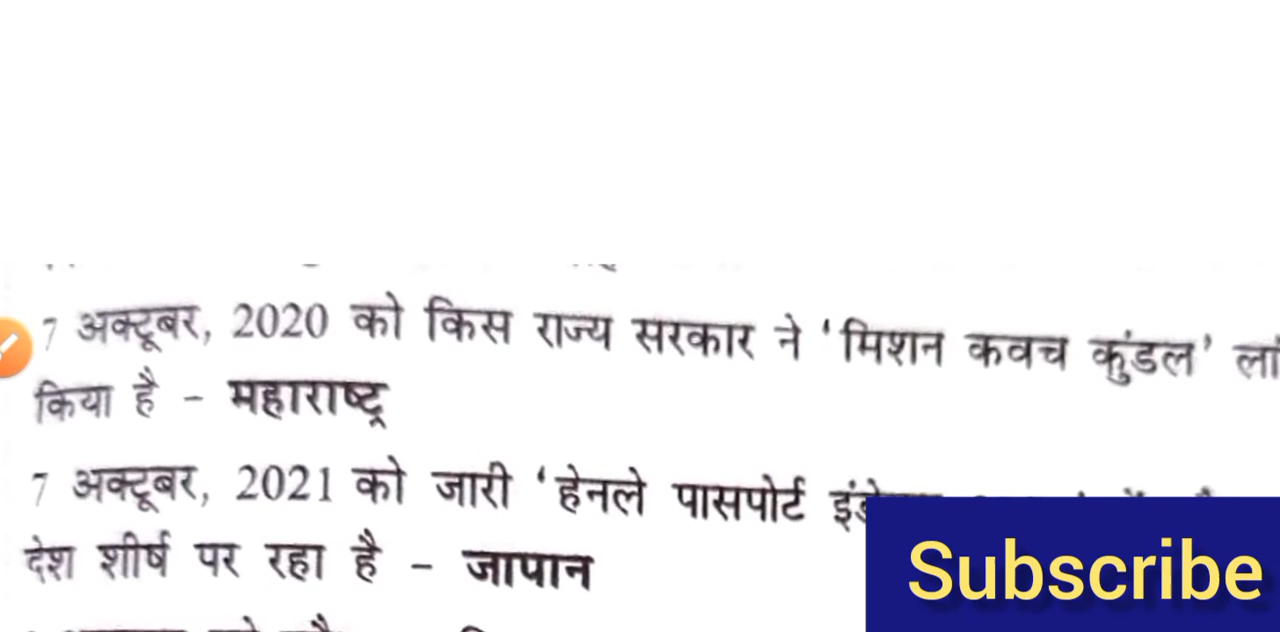 7 अक्टूबर, 2020 को किस राज्य सरकार ने 'मिशन कवच कुंडल'
किया है - महाराष्ट्र
7 अक्टूबर, 2021 को जारी 'हेनले पासपोर्ट
देश शीर्ष पर रहा है - जापान
Subscribe